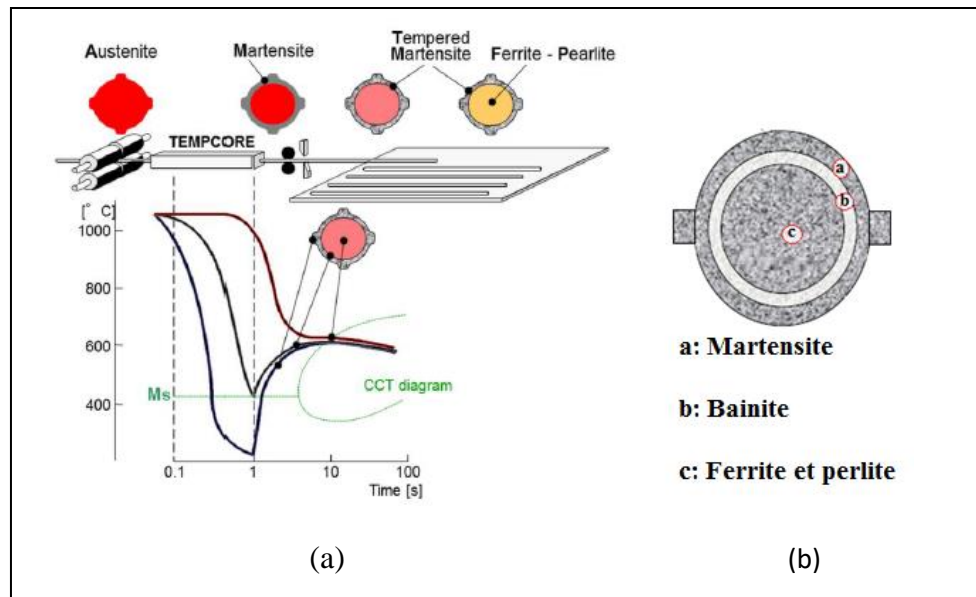 Austenite
Martensite
Tempered
Martensite
Ferrite - Pearlite
TEMPCORE
[° C]
1000
800
600
400
Ms
CCT diagram
0.1
1
10
100
Time [s]
(a)
a
b
c
a: Martensite
b: Bainite
c: Ferrite et perlite
(b)